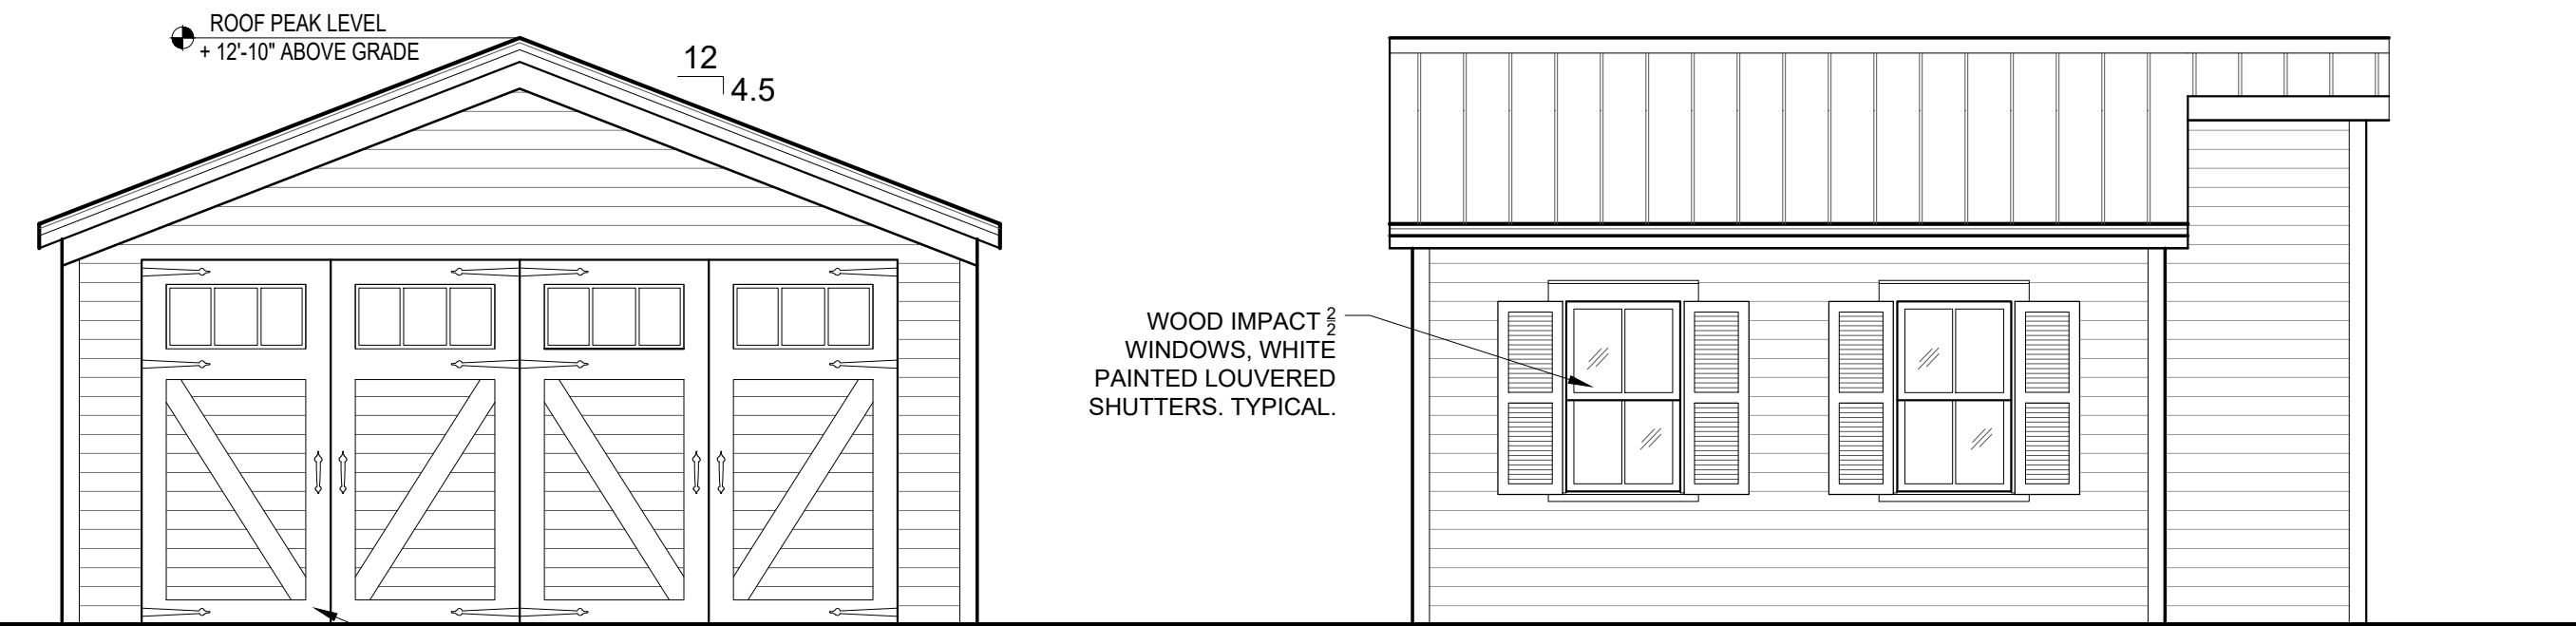 ROOF PEAK LEVEL
+ 12'-10" ABOVE GRADE
12
4.5
WOOD IMPACT 2/2
WINDOWS, WHITE
PAINTED LOUVERED
SHUTTERS. TYPICAL.